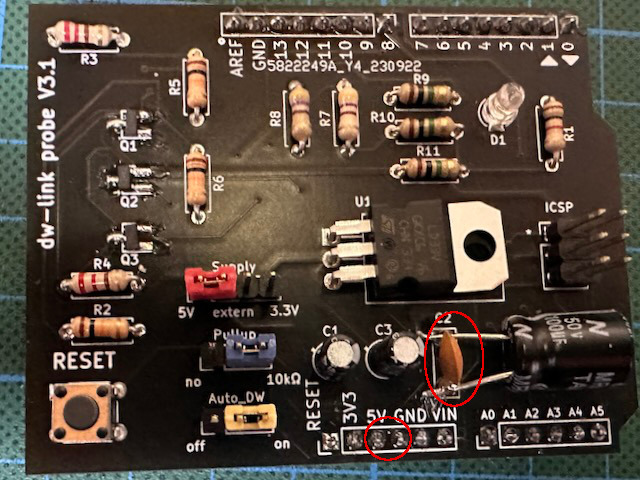 dw-link probe V3.1
R3
AREF
GND
13
12
11
10
9
8
7
6
5
4
3
2
1
0
5822249A_Y4_230922
R5
R9
R8
R7
R10
D1
R1
Q1
R11
Q2
R6
U1
ICSP
Q3
R4
Supply
5V extern 3.3V
R2
Pullup
C1
C3
C2
50V
RESET
no 10kΩ
Auto_DW
off on
RESET
3V3
5V GND VIN
A0 A1 A2 A3 A4 A5